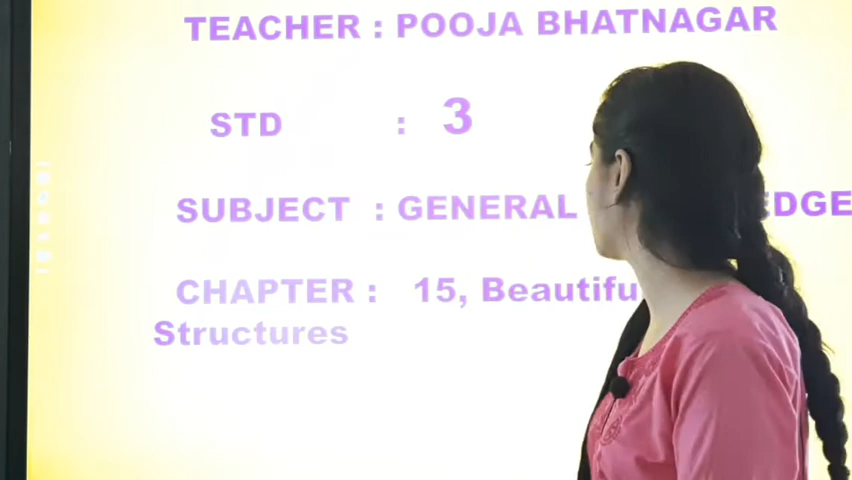 TEACHER : POOJA BHATNAGAR
STD : 3
SUBJECT : GENERAL EDGE
CHAPTER : 15, Beautifu
Structures